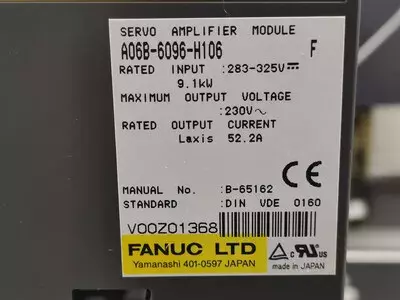 SERVO AMPLIFIER MODULE
A06B-6096-H106 F
RATED INPUT :283-325V⎓
9.1kW
MAXIMUM OUTPUT VOLTAGE
:230V~
RATED OUTPUT CURRENT
Laxis 52.2A
CE
MANUAL No. :B-65162
STANDARD :DIN VDE 0160
V00Z01368
FANUC LTD
Yamanashi 401-0597 JAPAN
c UR US
made in JAPAN